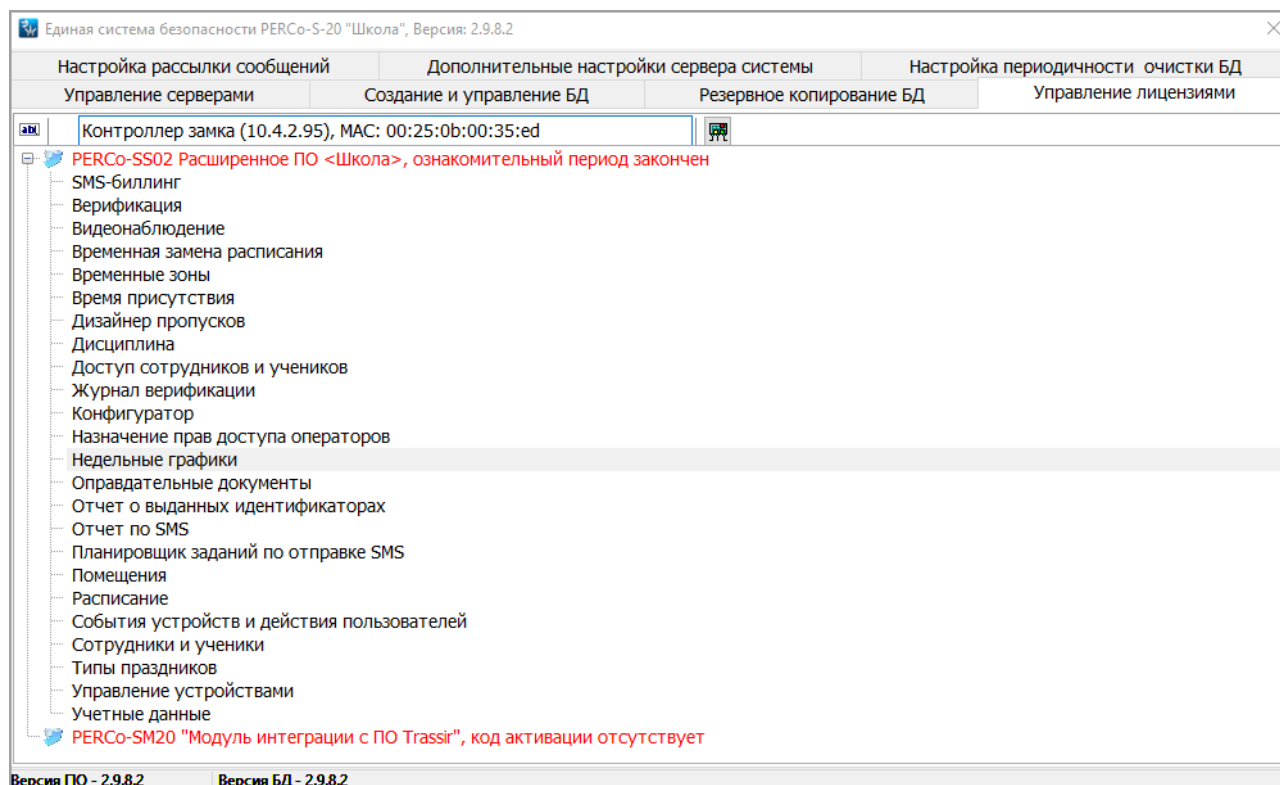 Единая система безопасности PERCo-S-20 "Школа", Версия: 2.9.8.2
Настройка рассылки сообщений Дополнительные настройки сервера системы Настройка периодичности очистки БД
Управление серверами Создание и управление БД Резервное копирование БД Управление лицензиями
ab Контроллер замка (10.4.2.95), MAC: 00:25:0b:00:35:ed
PERCo-SS02 Расширенное ПО <Школа>, ознакомительный период закончен
SMS-биллинг
Верификация
Видеонаблюдение
Временная замена расписания
Временные зоны
Время присутствия
Дизайнер пропусков
Дисциплина
Доступ сотрудников и учеников
Журнал верификации
Конфигуратор
Назначение прав доступа операторов
Недельные графики
Оправдательные документы
Отчет о выданных идентификаторах
Отчет по SMS
Планировщик заданий по отправке SMS
Помещения
Расписание
События устройств и действия пользователей
Сотрудники и ученики
Типы праздников
Управление устройствами
Учетные данные
PERCo-SM20 "Модуль интеграции с ПО Trassir", код активации отсутствует
Версия ПО - 2.9.8.2 Версия БД - 2.9.8.2